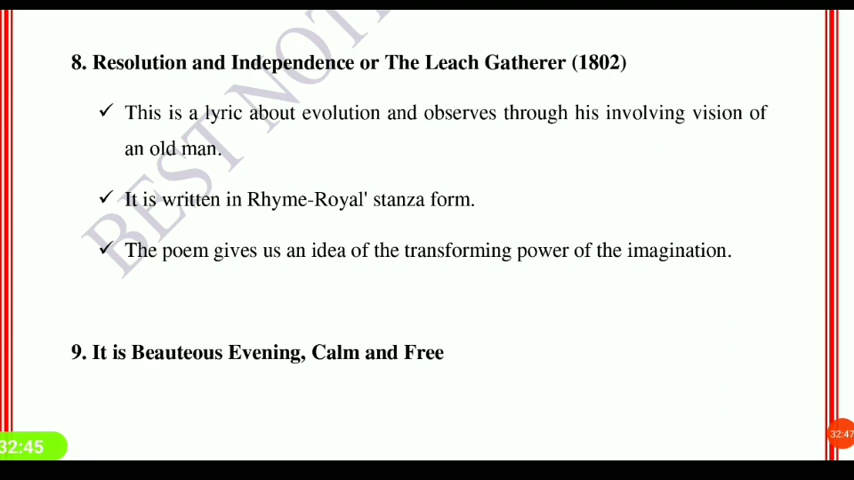 8. Resolution and Independence or The Leach Gatherer (1802)
✓ This is a lyric about evolution and observes through his involving vision of
an old man.
✓ It is written in Rhyme-Royal' stanza form.
✓ The poem gives us an idea of the transforming power of the imagination.
BEST NOT
9. It is Beauteous Evening, Calm and Free
32:45
32:47